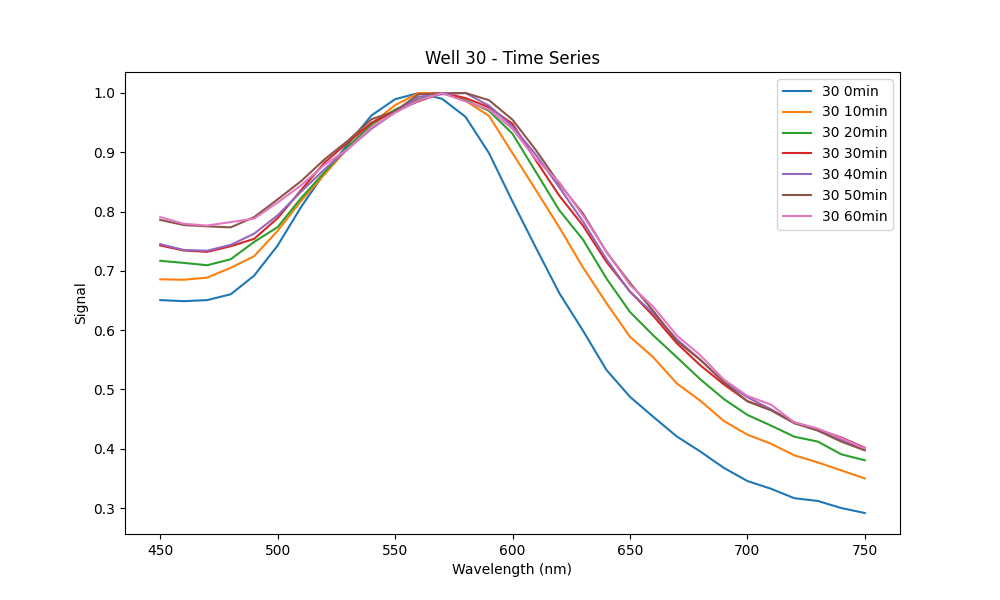 Well 30 - Time Series
Signal
1.0
0.9
0.8
0.7
0.6
0.5
0.4
0.3
30 0min
30 10min
30 20min
30 30min
30 40min
30 50min
30 60min
450 500 550 600 650 700 750
Wavelength (nm)